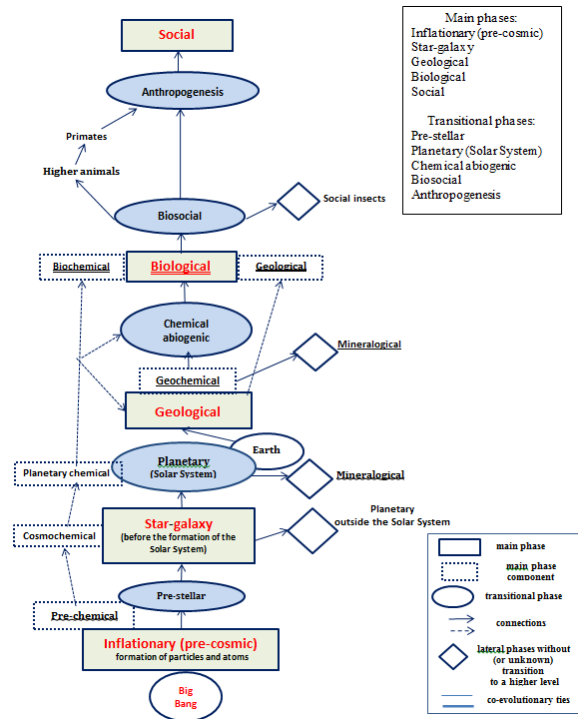 Social
Anthropogenesis
Primates
Higher animals
Biosocial
Social insects
Biochemical
Biological
Geological
Chemical
abiogenic
Mineralogical
Geochemical
Geological
Earth
Planetary
(Solar System)
Planetary chemical
Mineralogical
Planetary
outside the Solar System
Star-galaxy
(before the formation of the
Solar System)
Cosmochemical
Pre-stellar
Pre-chemical
Inflationary (pre-cosmic)
formation of particles and atoms
Big
Bang
Main phases:
Inflationary (pre-cosmic)
Star-galaxy
Geological
Biological
Social
Transitional phases:
Pre-stellar
Planetary (Solar System)
Chemical abiogenic
Biosocial
Anthropogenesis
main phase
main phase
component
transitional phase
connections
lateral phases without
(or unknown)
transition
to a higher level
co-evolutionary ties